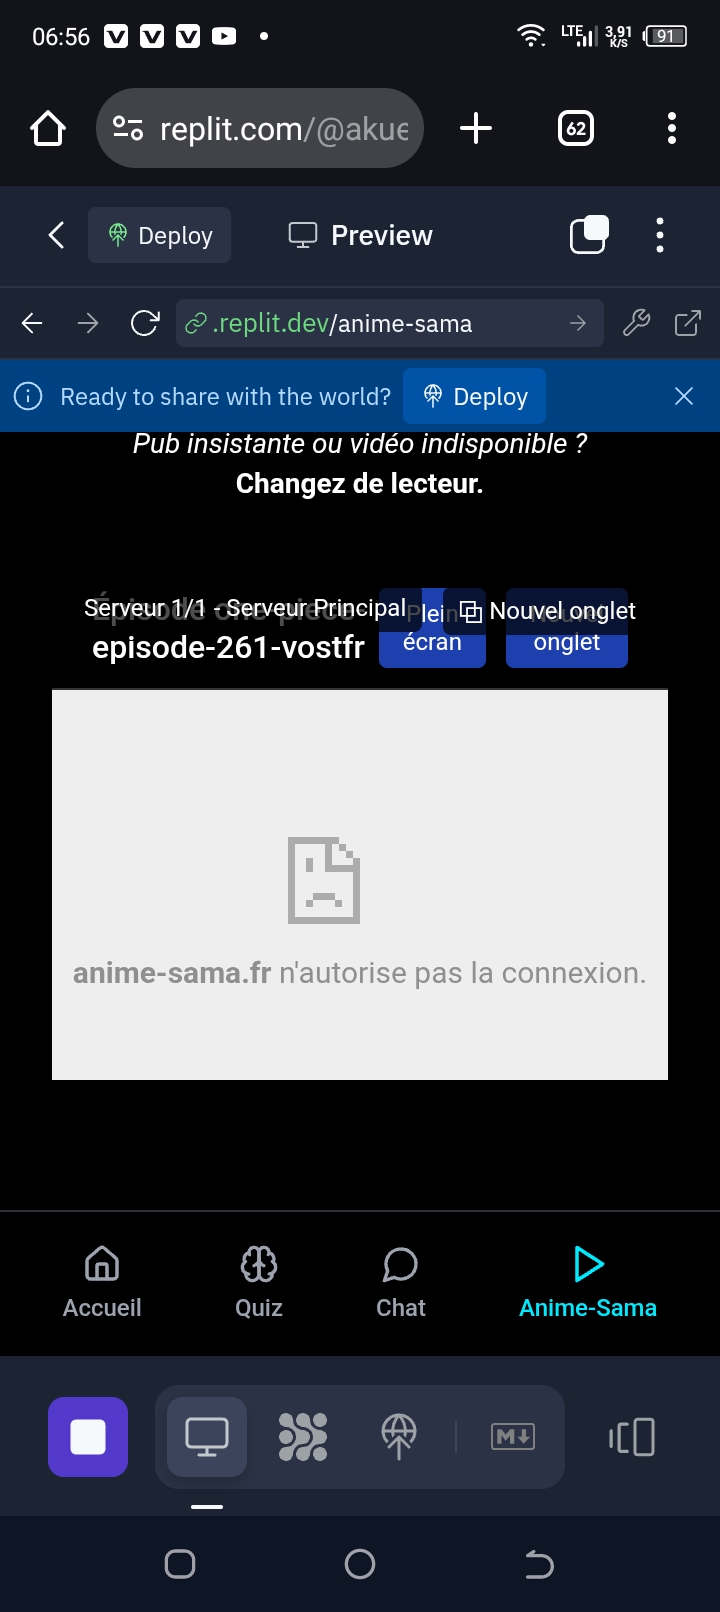 06:56
LTE
3,91
K/S
91
replit.com/@akue
62
Deploy
Preview
.replit.dev/anime-sama
Ready to share with the world?
Deploy
Pub insistante ou vidéo indisponible ?
Changez de lecteur.
Épisode one-piece-
Serveur 1/1 - Serveur Principal
Plein
Nouvel onglet
Nouvel
episode-261-vostfr
écran
onglet
anime-sama.fr n'autorise pas la connexion.
Accueil
Quiz
Chat
Anime-Sama
M